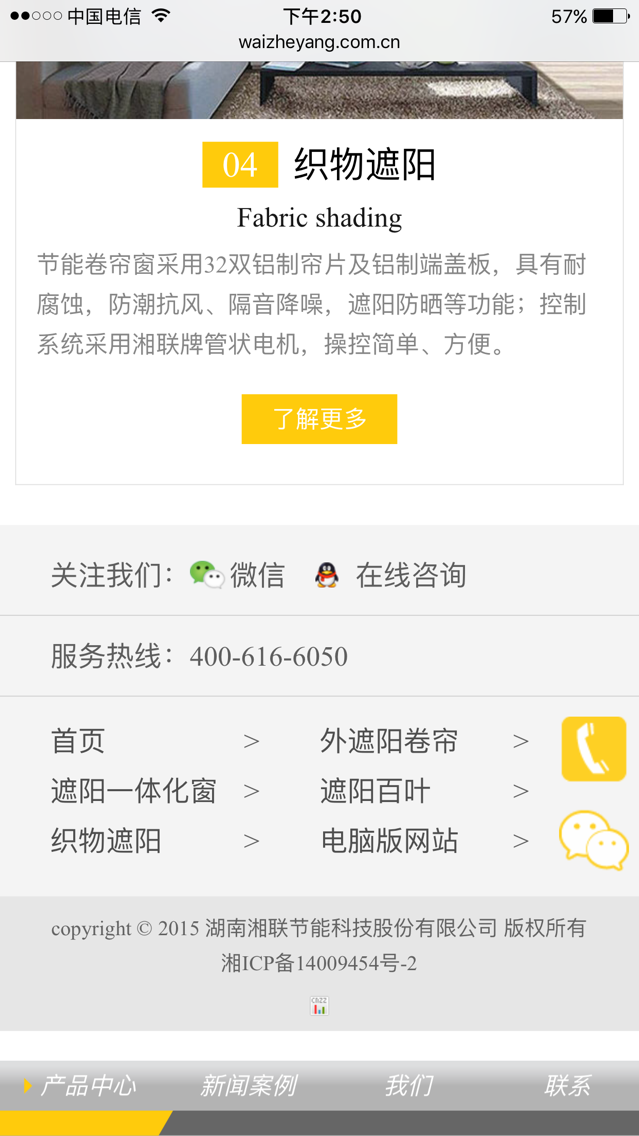 中国电信 下午2:50 57%
waizheyang.com.cn
04 织物遮阳
Fabric shading
节能卷帘窗采用32双铝制帘片及铝制端盖板，具有耐
腐蚀，防潮抗风、隔音降噪，遮阳防晒等功能；控制
系统采用湘联牌管状电机，操控简单、方便。
了解更多
关注我们： 微信 在线咨询
服务热线：400-616-6050
首页 > 外遮阳卷帘 >
遮阳一体化窗 > 遮阳百叶 >
织物遮阳 > 电脑版网站 >
copyright © 2015 湖南湘联节能科技股份有限公司 版权所有
湘ICP备14009454号-2
CNZZ
产品中心 新闻案例 我们 联系